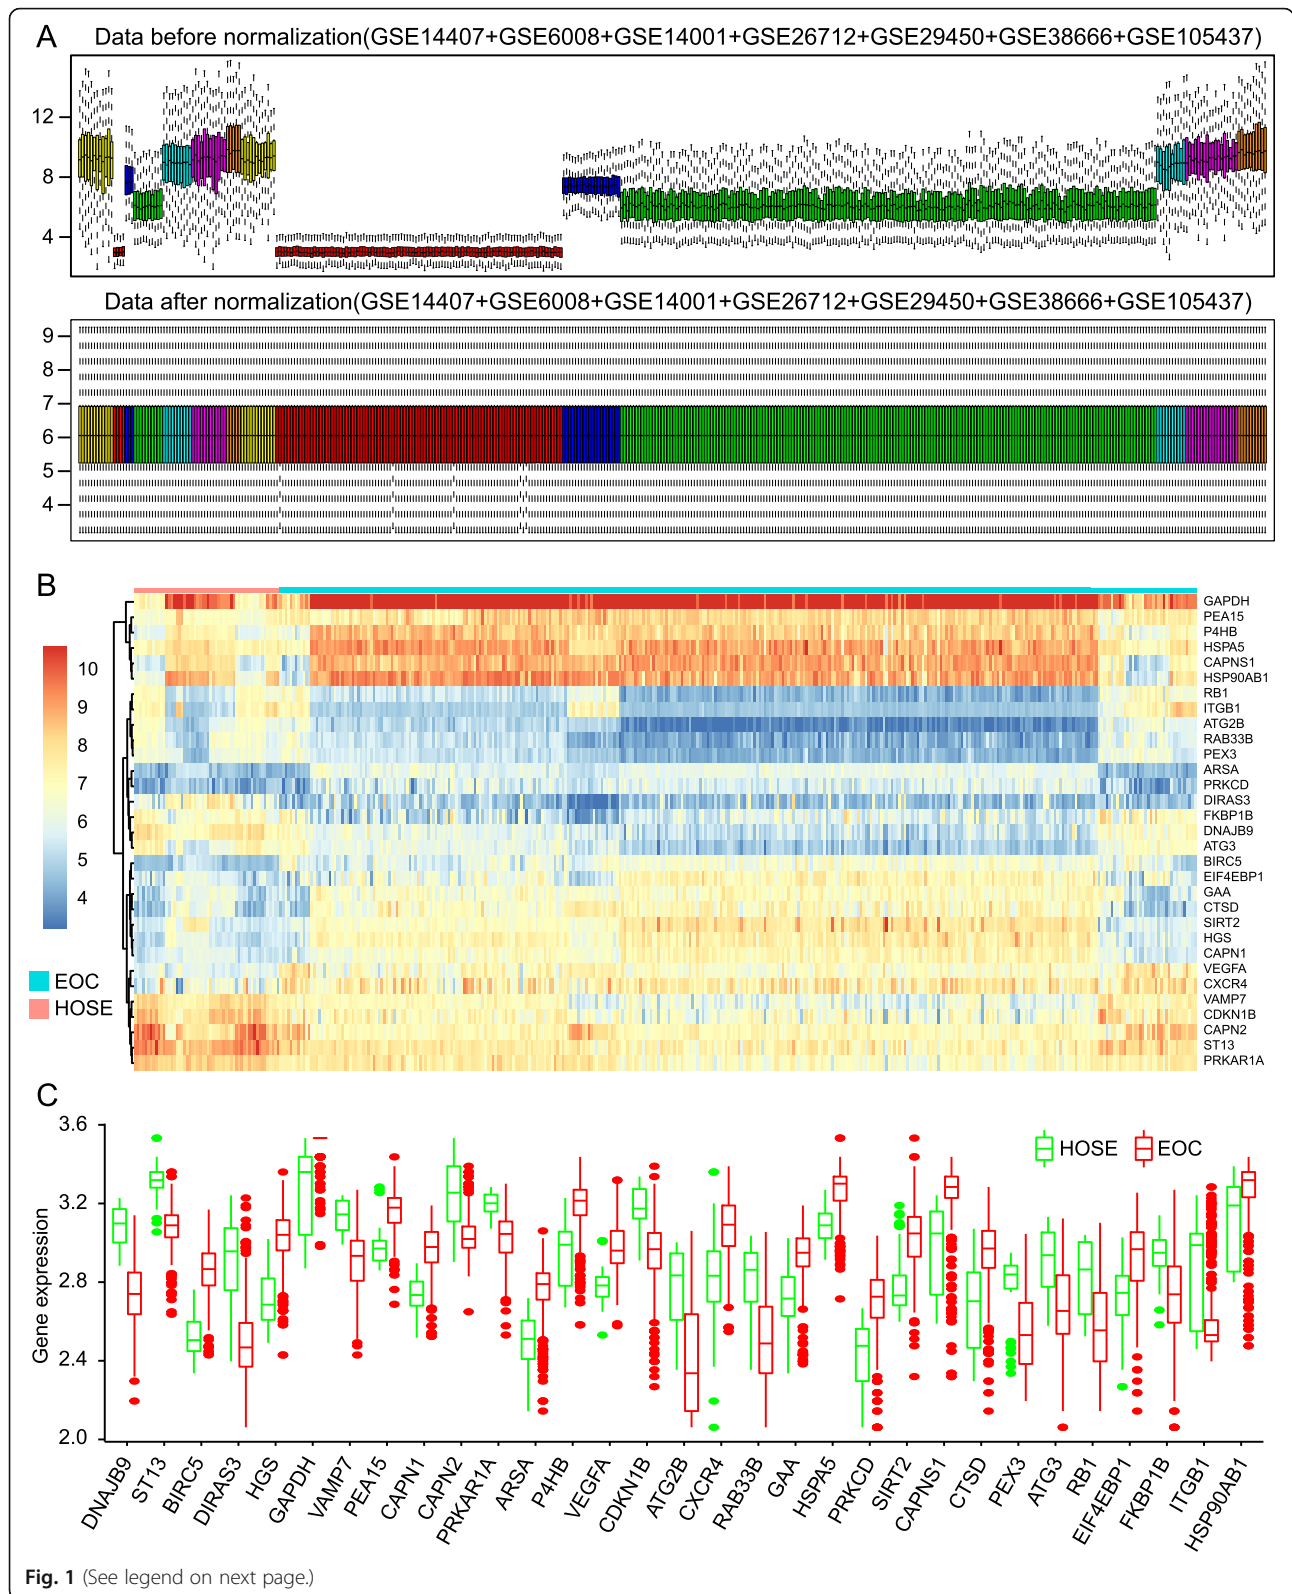 A
Data before normalization(GSE14407+GSE6008+GSE14001+GSE26712+GSE29450+GSE38666+GSE105437)
12
8
4
Data after normalization(GSE14407+GSE6008+GSE14001+GSE26712+GSE29450+GSE38666+GSE105437)
9
8
7
6
5
4
B
10
9
8
7
6
5
4
EOC
HOSE
GAPDH
PEA15
P4HB
HSPA5
CAPNS1
HSP90AB1
RB1
ITGB1
ATG2B
RAB33B
PEX3
ARSA
PRKCD
DIRAS3
FKBP1B
DNAJB9
ATG3
BIRC5
EIF4EBP1
GAA
CTSD
SIRT2
HGS
CAPN1
VEGFA
CXCR4
VAMP7
CDKN1B
CAPN2
ST13
PRKAR1A
C
HOSE
EOC
Gene expression
3.6
3.2
2.8
2.4
2.0
DNAJB9
ST13
BIRC5
DIRAS3
HGS
GAPDH
VAMP7
PEA15
CAPN1
CAPN2
PRKAR1A
ARSA
P4HB
VEGFA
CDKN1B
ATG2B
CXCR4
RAB33B
GAA
HSPA5
PRKCD
SIRT2
CAPNS1
CTSD
PEX3
ATG3
RB1
EIF4EBP1
FKBP1B
ITGB1
HSP90AB1
Fig. 1 (See legend on next page.)